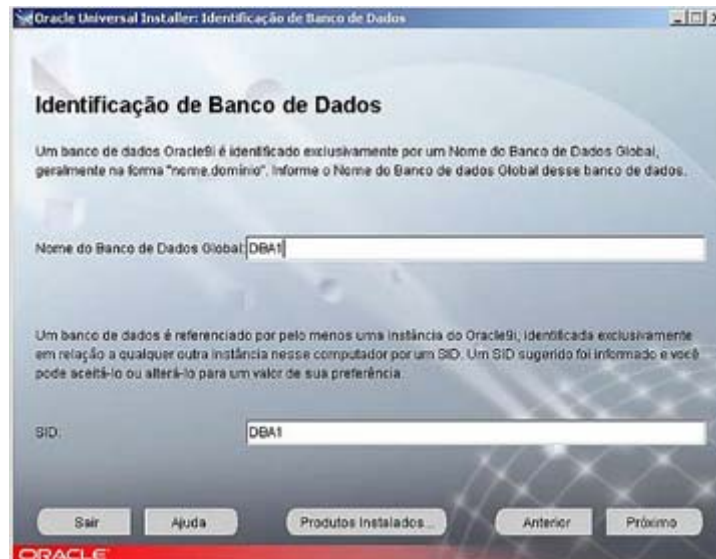 Oracle Universal Installer: Identificação de Banco de Dados
Identificação de Banco de Dados
Um banco de dados Oracle9i é identificado exclusivamente por um Nome do Banco de Dados Global,
geralmente na forma "nome.domínio". Informe o Nome do Banco de dados Global desse banco de dados.
Nome do Banco de Dados Global: DBA1
Um banco de dados é referenciado por pelo menos uma instância do Oracle9i, identificada exclusivamente
em relação a qualquer outra instância nesse computador por um SID. Um SID sugerido foi informado e você
pode aceitá-lo ou alterá-lo para um valor de sua preferência.
SID: DBA1
Sair Ajuda Produtos Instalados... Anterior Próximo
ORACLE